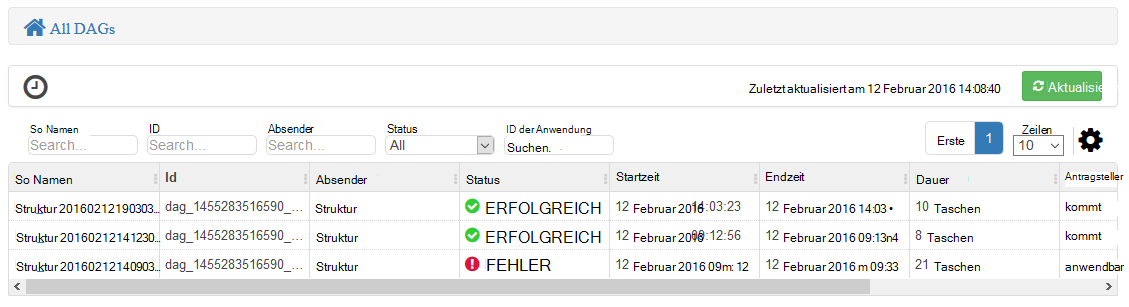 All DAGs
Zuletzt aktualisiert am 12 Februar 2016 14:08:40 Aktualisie
So Namen ID Absender Status ID der Anwendung Zeilen
Search... Search... Search... All Suchen. Erste 1 10
So Namen Id Absender Status Startzeit Endzeit Dauer Antragsteller
Struktur 20160212190303... dag_1455283516590_... Struktur ERFOLGREICH 12 Februar 2016 14:03:23 12 Februar 2016 14:03 • 10 Taschen kommt
Struktur 20160212141230... dag_1455283516590_... Struktur ERFOLGREICH 12 Februar 2016 09:12:56 12 Februar 2016 09:13n4 8 Taschen kommt
Struktur 20160212140903... dag_1455283516590_... Struktur FEHLER 12 Februar 2016 09m: 12 12 Februar 2016 m 09:33 21 Taschen anwendbar